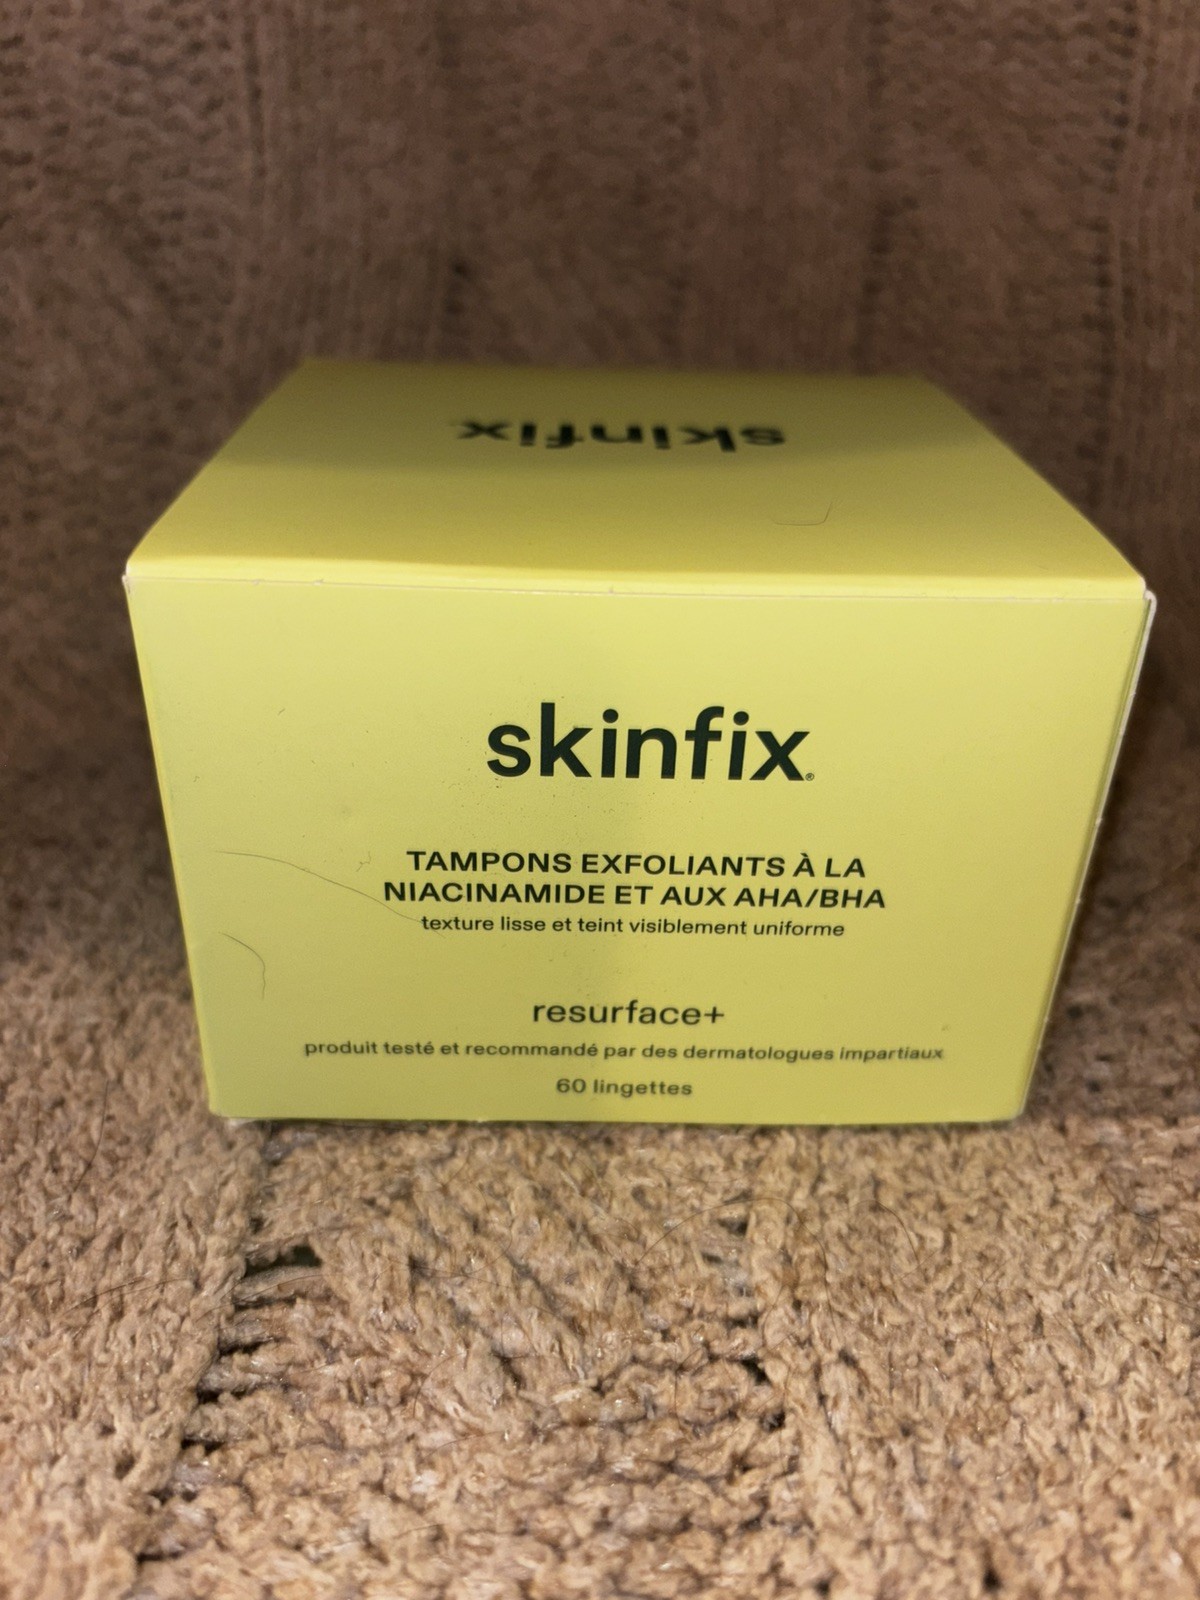 skinfix
skinfix®
TAMPONS EXFOLIANTS À LA
NIACINAMIDE ET AUX AHA/BHA
texture lisse et teint visiblement uniforme
resurface+
produit testé et recommandé par des dermatologues impartiaux
60 lingettes